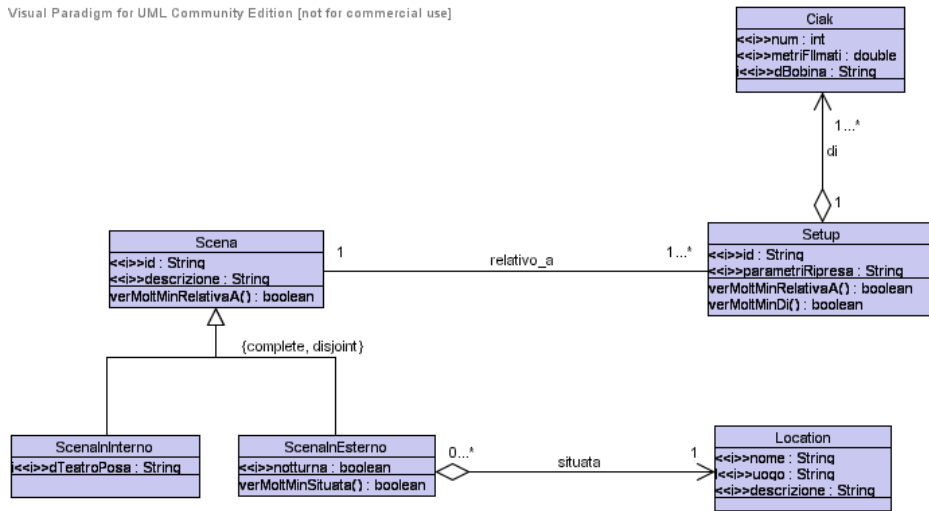 Visual Paradigm for UML Community Edition [not for commercial use]
Ciak
<<i>>num : int
<<i>>metriFIlmati : double
i<<i>>dBobina : String
1...*
di
1
Setup
<<i>>id : String
<<i>>parametriRipresa : String
verMoltMinRelativaA() : boolean
verMoltMinDi() : boolean
Scena
<<i>>id : String
<<i>>descrizione : String
verMoltMinRelativaA() : boolean
1
relativo_a
1...*
{complete, disjoint}
ScenaInInterno
i<<i>>dTeatroPosa : String
ScenaInEsterno
<<i>>notturna : boolean
verMoltMinSituata() : boolean
0...*
situata
1
Location
<<i>>nome : String
l<<i>>uogo : String
<<i>>descrizione : String